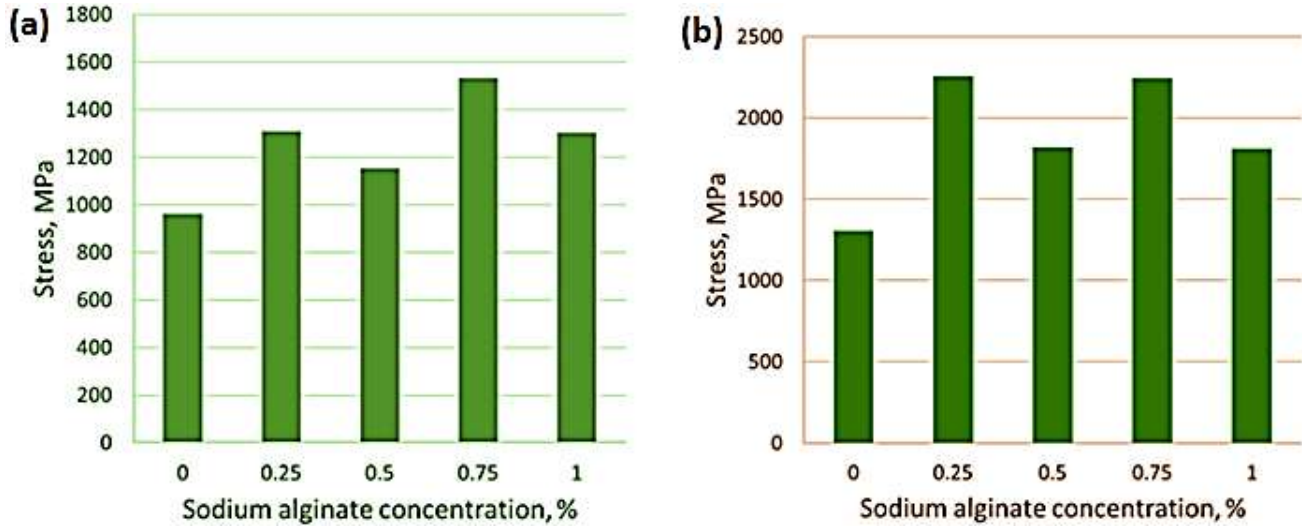 (a)
Stress, MPa
1800
1600
1400
1200
1000
800
600
400
200
0
0 0.25 0.5 0.75 1
Sodium alginate concentration, %
(b)
Stress, MPa
2500
2000
1500
1000
500
0
0 0.25 0.5 0.75 1
Sodium alginate concentration, %